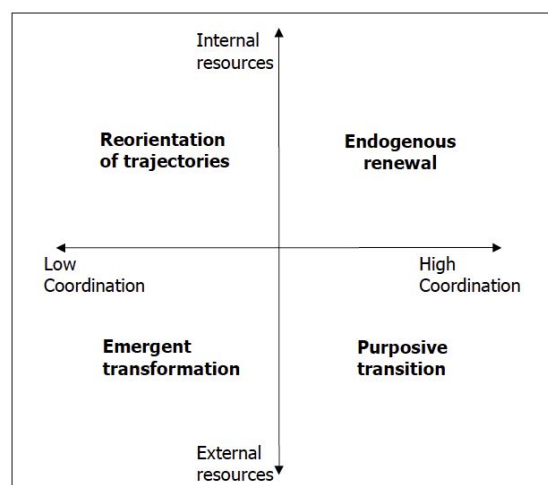 Internal
resources
Reorientation
of trajectories
Endogenous
renewal
Low
Coordination
High
Coordination
Emergent
transformation
Purposive
transition
External
resources